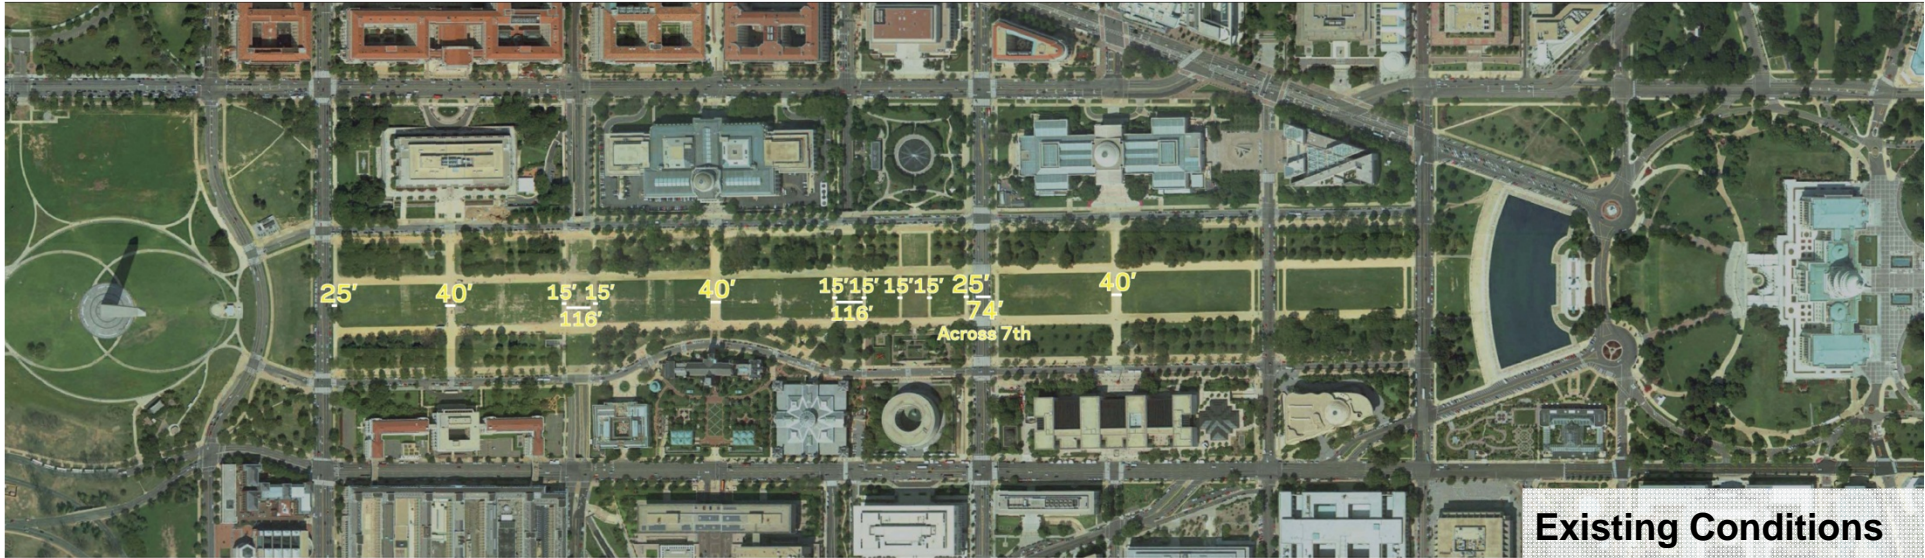 25' 40' 15' 15' 40' 15' 15' 15' 15' 25' 40'
116' 116' 74'
Across 7th
Existing Conditions